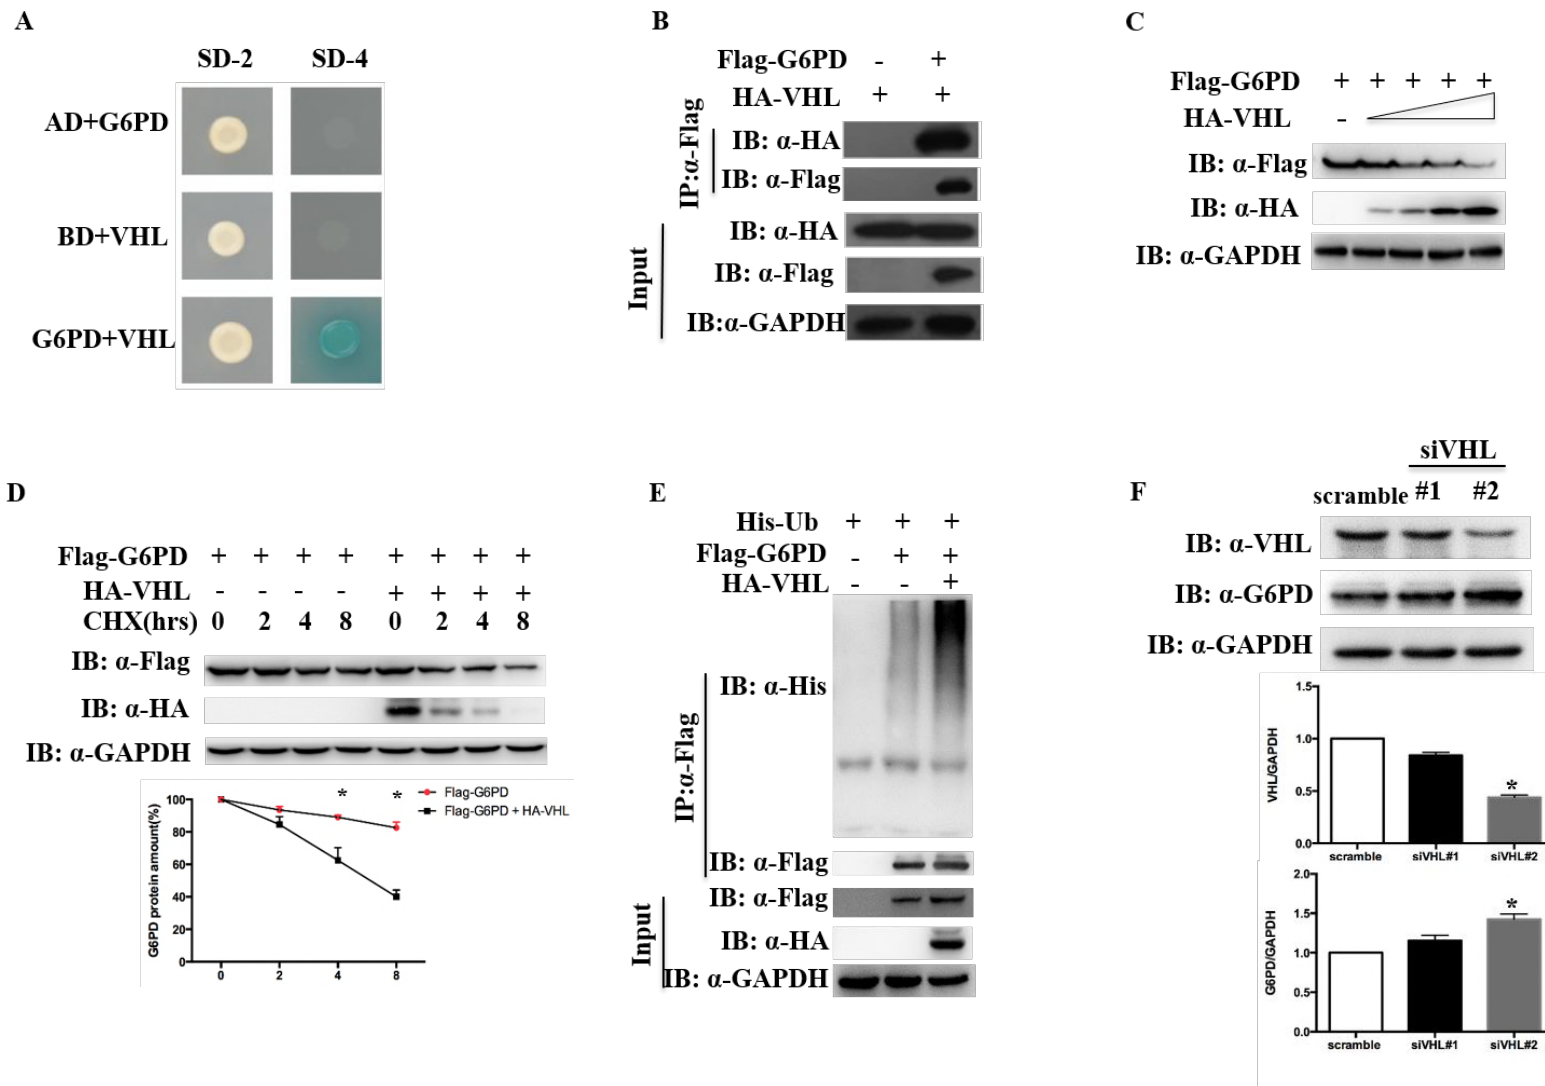 A
SD-2 SD-4
AD+G6PD
BD+VHL
G6PD+VHL
B
Flag-G6PD - +
HA-VHL + +
IP:α-Flag
IB: α-HA
IB: α-Flag
Input
IB: α-HA
IB: α-Flag
IB:α-GAPDH
C
Flag-G6PD + + + + +
HA-VHL -
IB: α-Flag
IB: α-HA
IB: α-GAPDH
D
Flag-G6PD + + + + + + + +
HA-VHL - - - - + + + +
CHX(hrs) 0 2 4 8 0 2 4 8
IB: α-Flag
IB: α-HA
IB: α-GAPDH
G6PD protein amount(%)
100
80
60
40
20
0
0 2 4 8
* *
Flag-G6PD
Flag-G6PD + HA-VHL
E
His-Ub + + +
Flag-G6PD - + +
HA-VHL - - +
IP:α-Flag
IB: α-His
IB: α-Flag
Input
IB: α-Flag
IB: α-HA
IB: α-GAPDH
F
siVHL
scramble #1 #2
IB: α-VHL
IB: α-G6PD
IB: α-GAPDH
VHL/GAPDH
1.5
1.0
0.5
0.0
*
scramble siVHL#1 siVHL#2
G6PD/GAPDH
2.0
1.5
1.0
0.5
0.0
*
scramble siVHL#1 siVHL#2